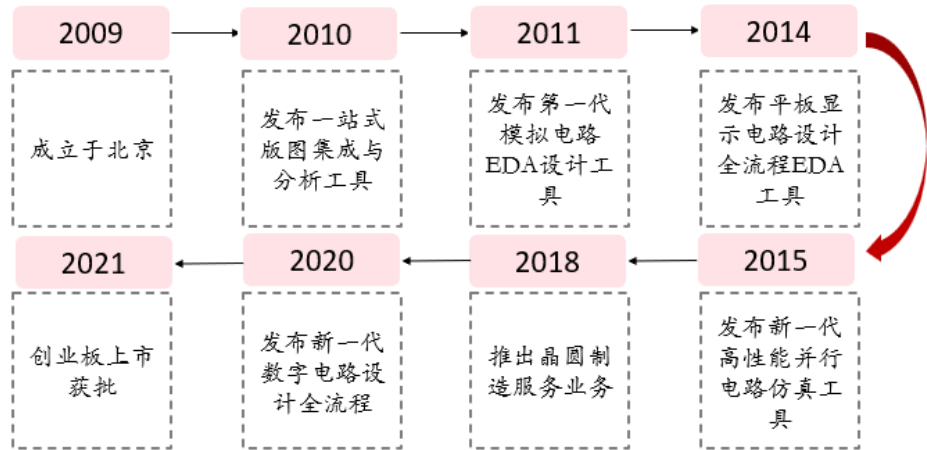 2009
成立于北京
2010
发布一站式
版图集成与
分析工具
2011
发布第一代
模拟电路
EDA设计工
具
2014
发布平板显
示电路设计
全流程EDA
工具
2015
发布新一代
高性能并行
电路仿真工
具
2018
推出晶圆制
造服务业务
2020
发布新一代
数字电路设
计全流程
2021
创业板上市
获批